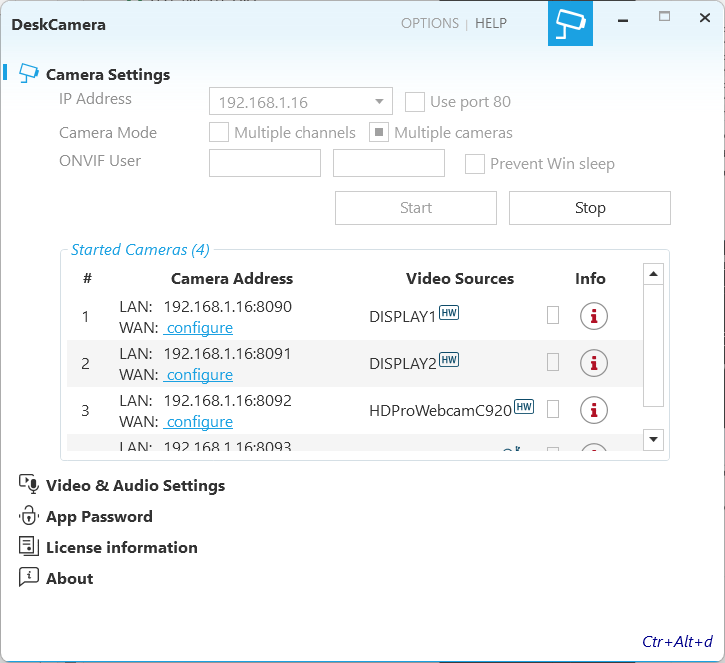 DeskCamera OPTIONS | HELP
Camera Settings
IP Address 192.168.1.16 Use port 80
Camera Mode Multiple channels Multiple cameras
ONVIF User Prevent Win sleep
Start Stop
Started Cameras (4)
# Camera Address Video Sources Info
1 LAN: 192.168.1.16:8090 DISPLAY1 HW
WAN: configure
2 LAN: 192.168.1.16:8091 DISPLAY2 HW
WAN: configure
3 LAN: 192.168.1.16:8092 HDProWebcamC920 HW
WAN: configure
LAN: 192.168.1.16:8093
Video & Audio Settings
App Password
License information
About
Ctr+Alt+d